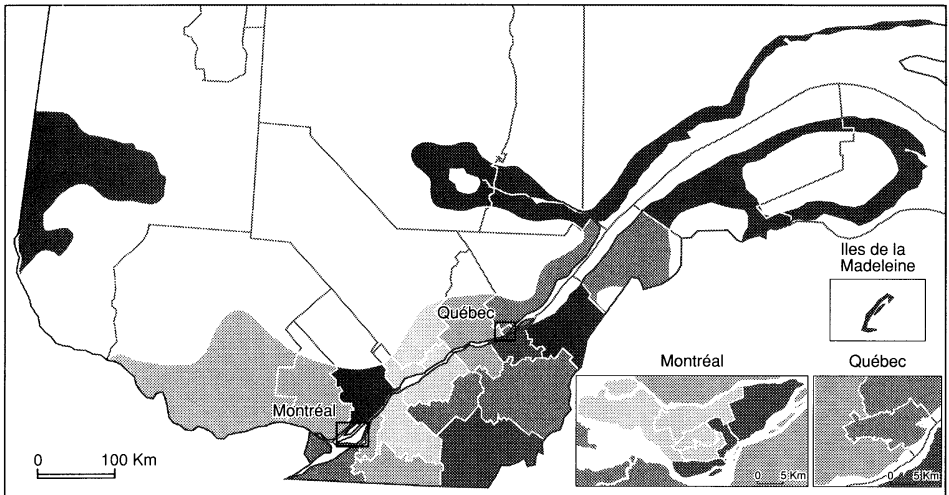 Iles de la
Madeleine
Québec
Montréal
Québec
Montréal
0 100 Km
0 5 Km
0 5 Km